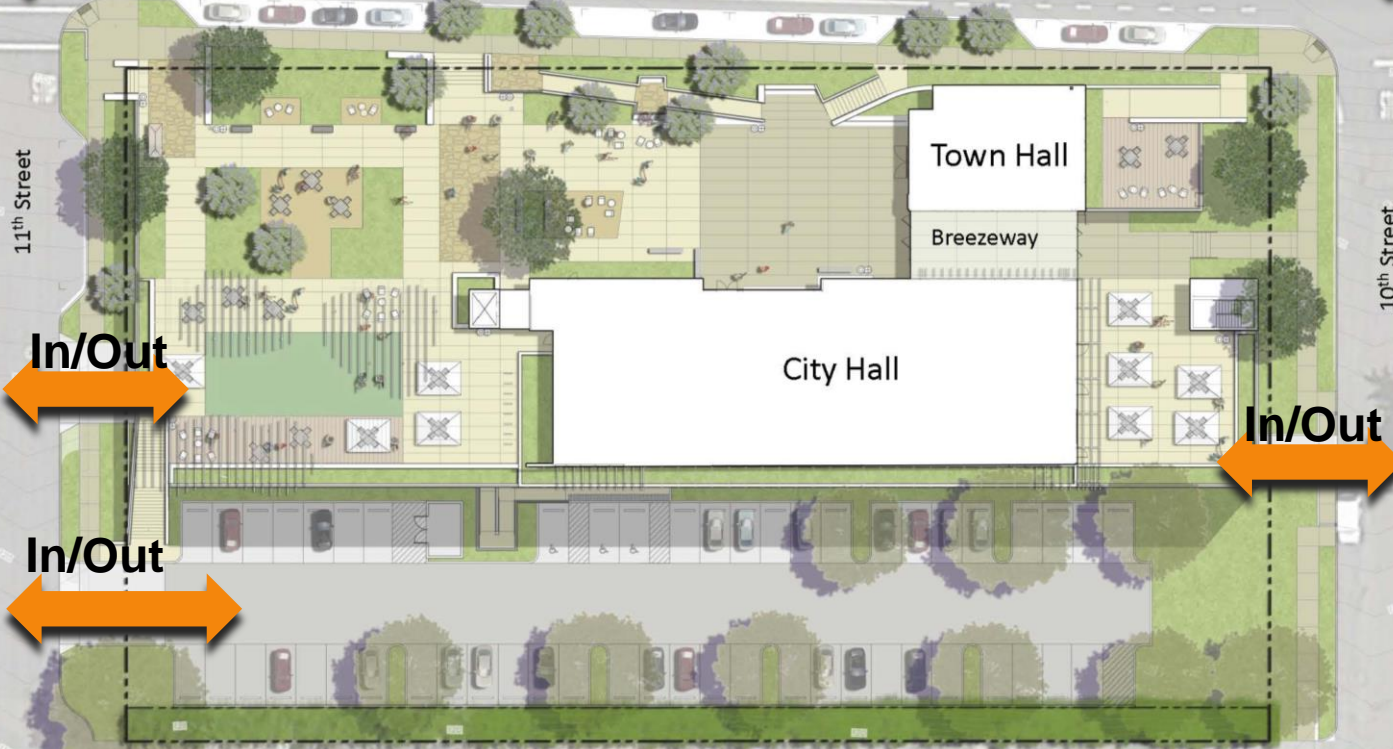 11th Street
Town Hall
Breezeway
10th Street
In/Out
City Hall
In/Out
In/Out